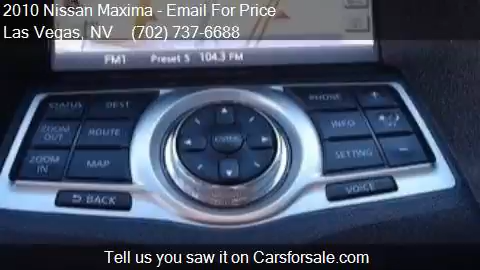 2010 Nissan Maxima - Email For Price
Las Vegas, NV (702) 737-6688
FM1 Preset 5 104.3 FM
STATUS DEST
PHONE +
ZOOM OUT ROUTE
INFO
ZOOM IN MAP
ENTER
SETTING −
BACK
VOICE
Tell us you saw it on Carsforsale.com